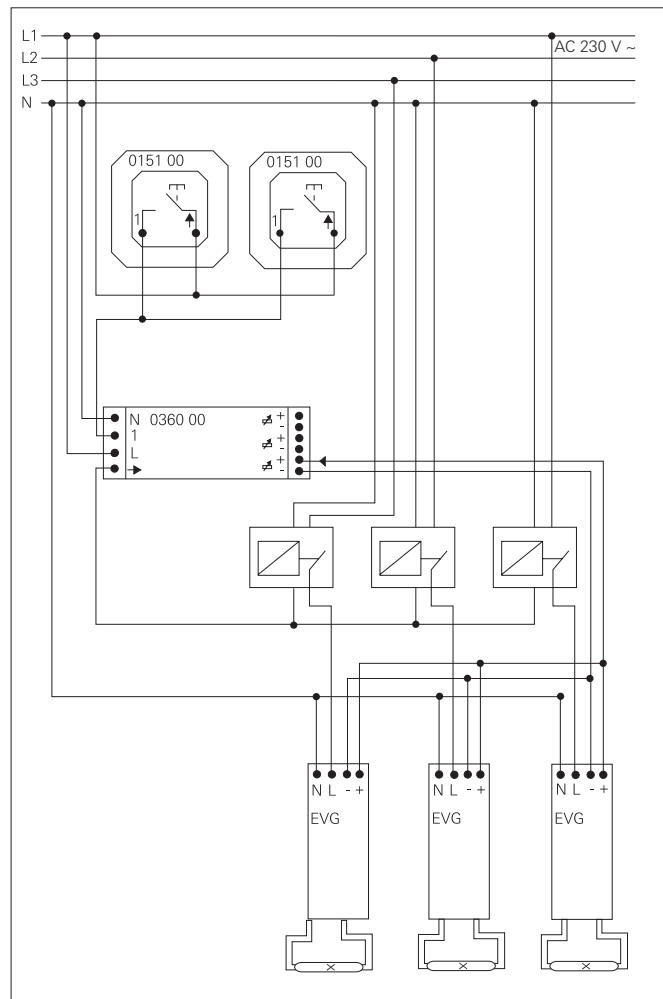 L1
AC 230 V ~
L2
L3
N
0151 00
0151 00
1
1
N 0360 00 +
-
1 +
-
L +
-
N L - +
N L - +
N L - +
EVG
EVG
EVG